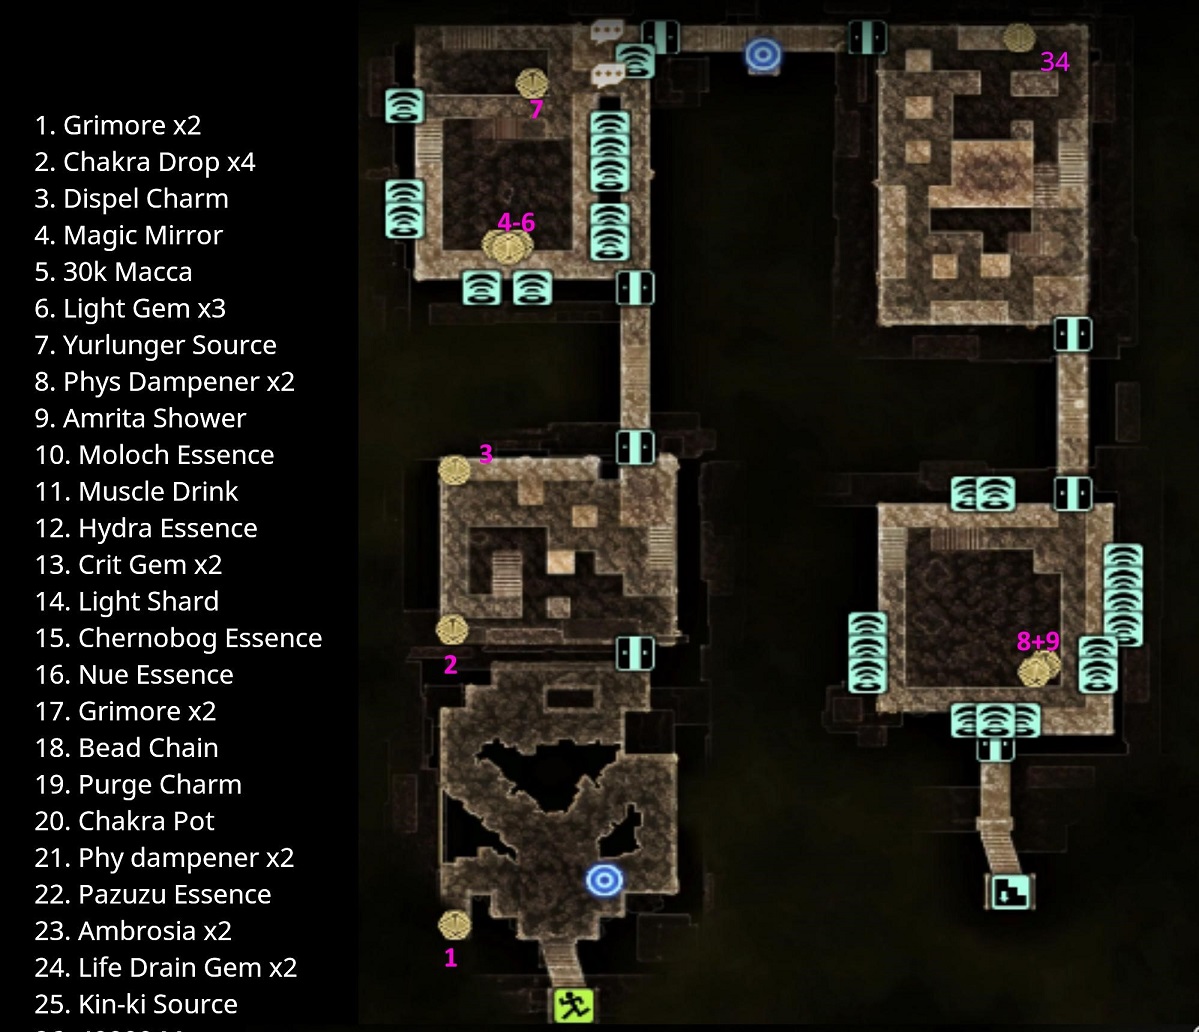 1. Grimore x2
2. Chakra Drop x4
3. Dispel Charm
4. Magic Mirror
5. 30k Macca
6. Light Gem x3
7. Yurlunger Source
8. Phys Dampener x2
9. Amrita Shower
10. Moloch Essence
11. Muscle Drink
12. Hydra Essence
13. Crit Gem x2
14. Light Shard
15. Chernobog Essence
16. Nue Essence
17. Grimore x2
18. Bead Chain
19. Purge Charm
20. Chakra Pot
21. Phy dampener x2
22. Pazuzu Essence
23. Ambrosia x2
24. Life Drain Gem x2
25. Kin-ki Source
34
7
4-6
3
8+9
2
1